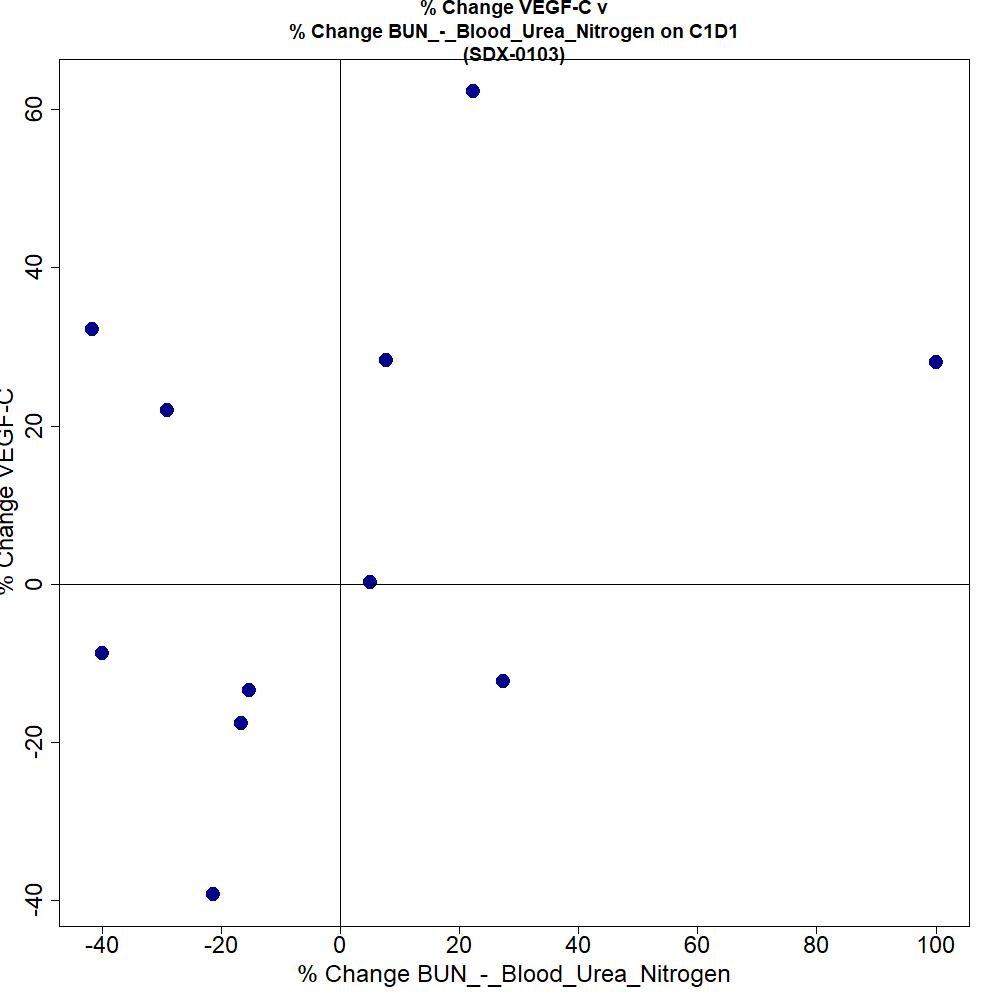 % Change VEGF-C v
% Change BUN_-_Blood_Urea_Nitrogen on C1D1
(SDX-0103)
% Change VEGF-C
60
40
20
0
-20
-40
-40 -20 0 20 40 60 80 100
% Change BUN_-_Blood_Urea_Nitrogen